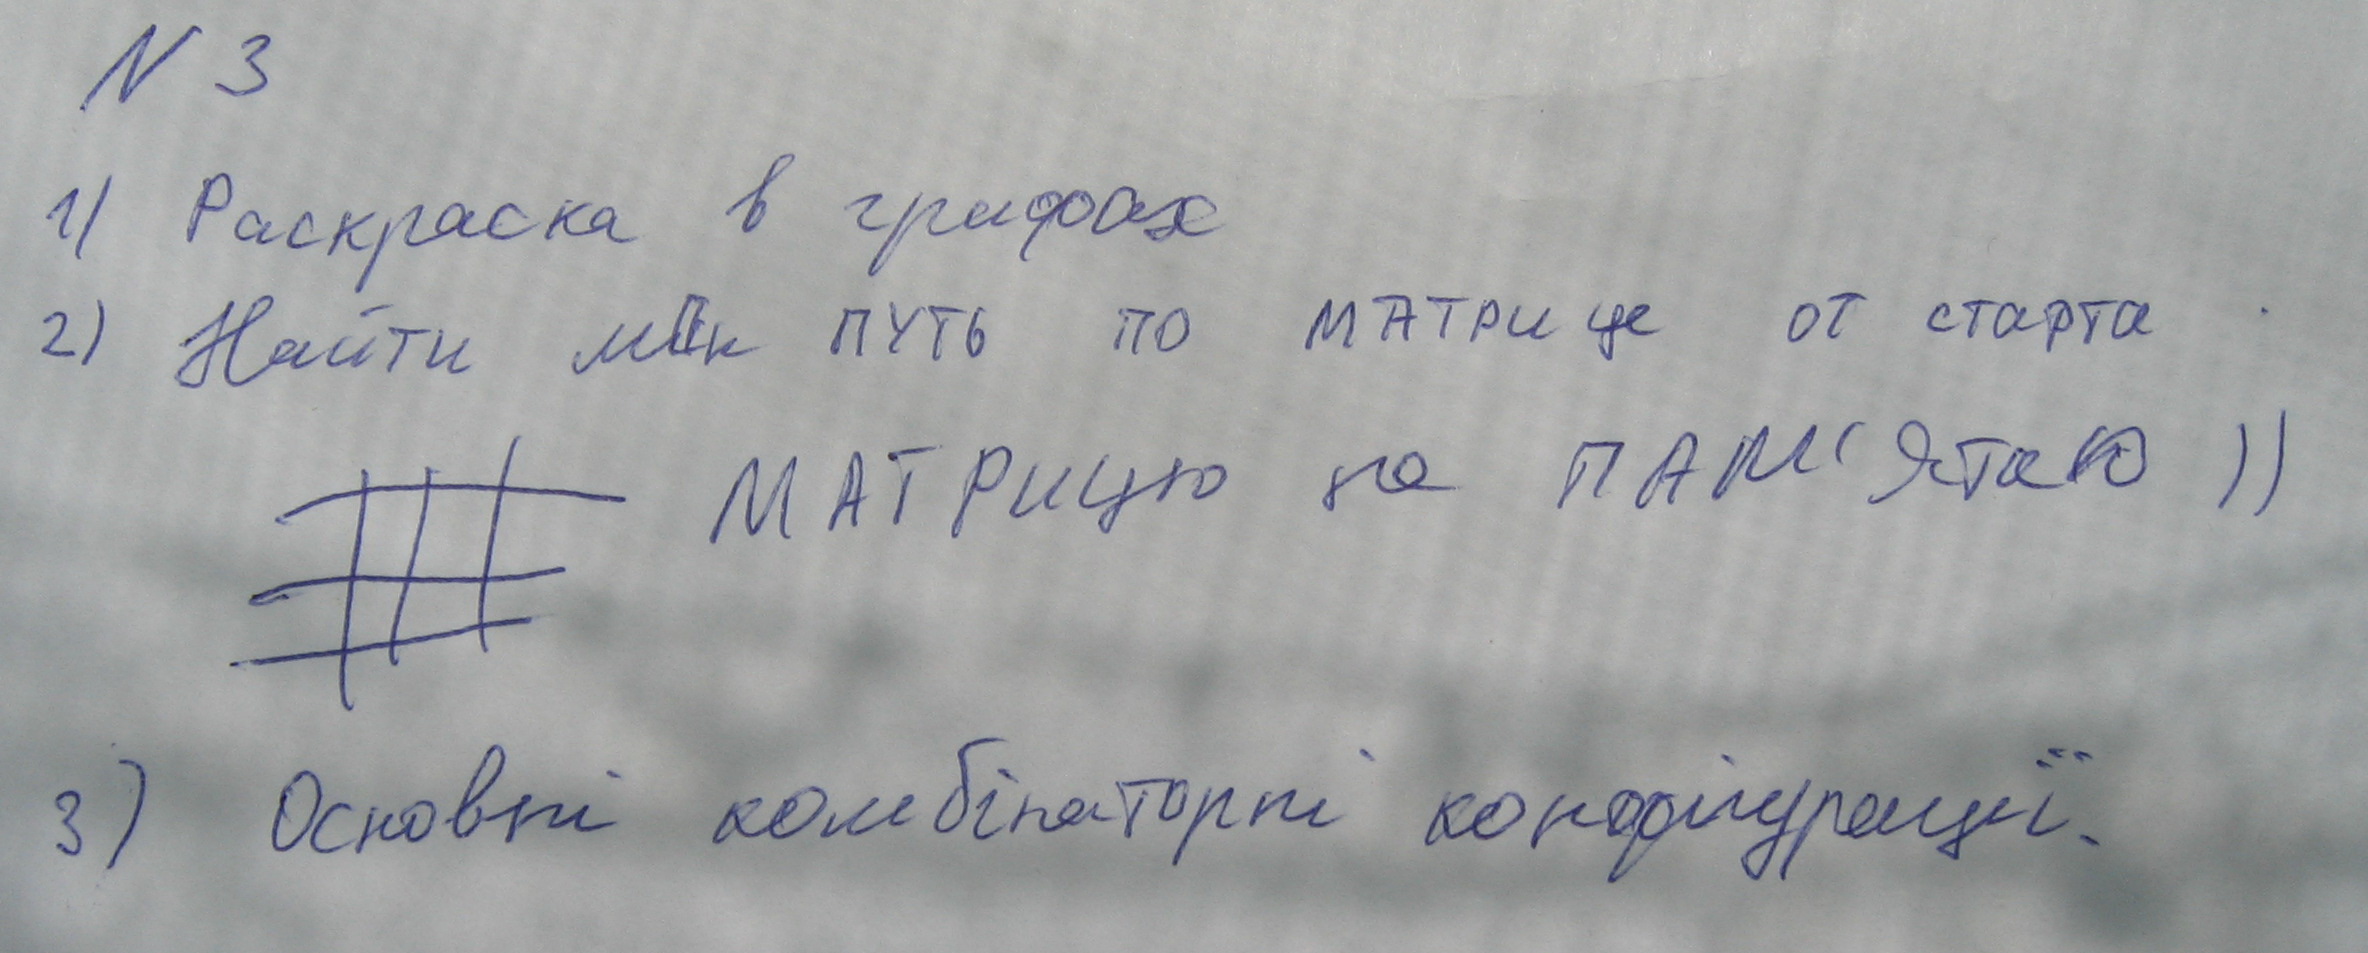 N 3
1) Раскраска в графах
2) Найти мін путь по матрице от старта
МАТРИцю на ПАМ'Ятаю ))
3) Основні комбінаторні конфігурації.